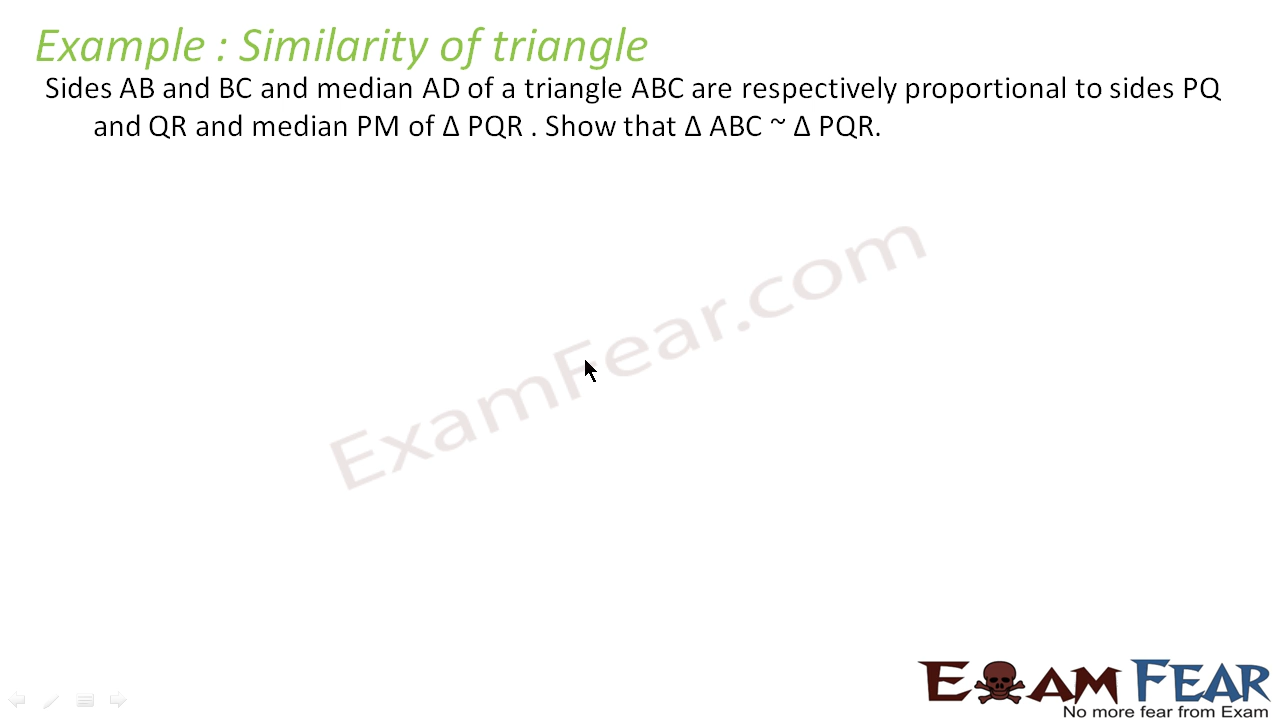 Example : Similarity of triangle
Sides AB and BC and median AD of a triangle ABC are respectively proportional to sides PQ
and QR and median PM of Δ PQR . Show that Δ ABC ~ Δ PQR.
ExamFear.com
EXAM FEAR
No more fear from Exam